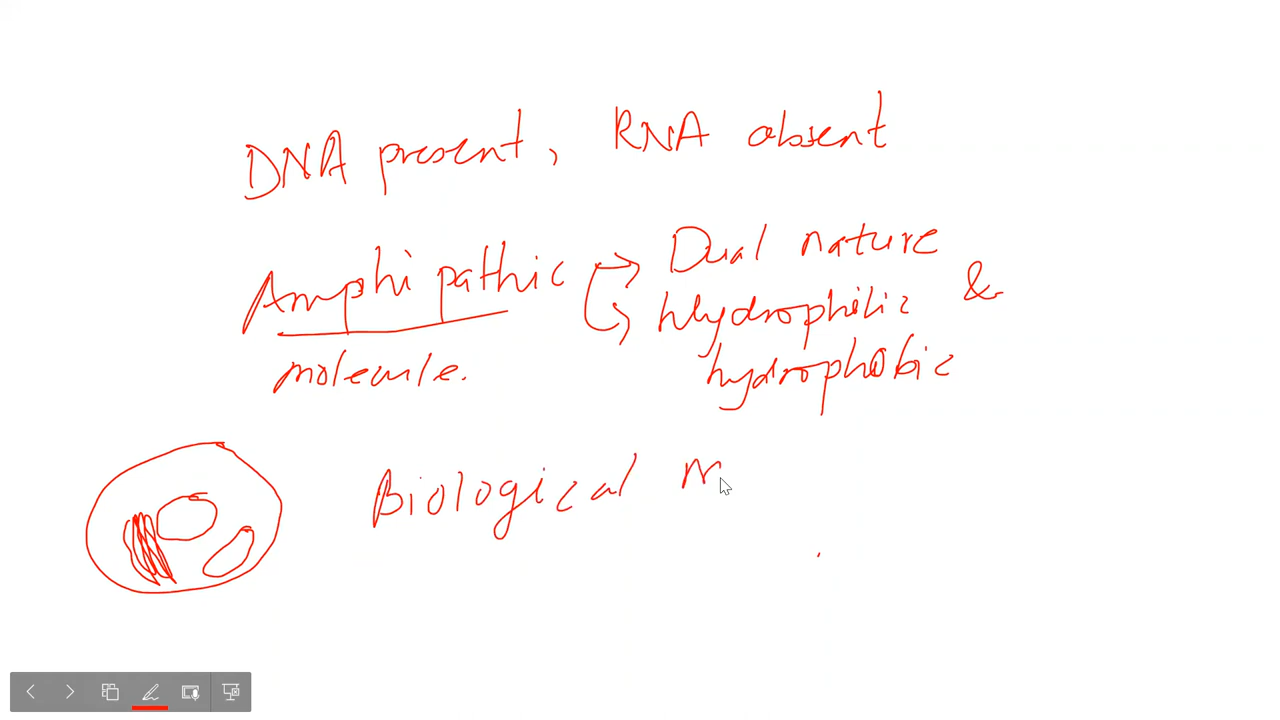 DNA present, RNA absent
Amphipathic Dual nature
hydrophilic &
molecule. hydrophobic
Biological